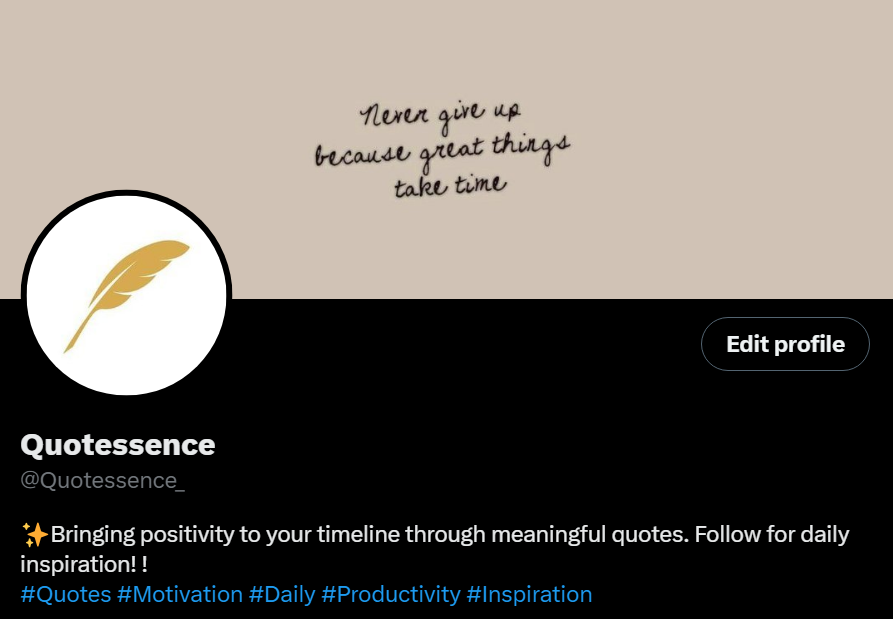 Never give up
because great things
take time
Edit profile
Quotessence
@Quotessence_
✨Bringing positivity to your timeline through meaningful quotes. Follow for daily
inspiration! !
#Quotes #Motivation #Daily #Productivity #Inspiration